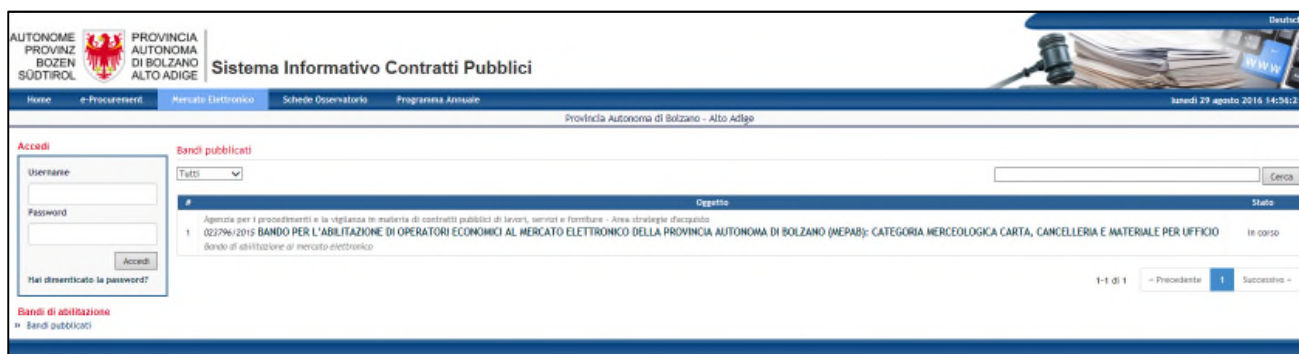 Deutsch
AUTONOME
PROVINZ
BOZEN
SÜDTIROL
PROVINCIA
AUTONOMA
DI BOLZANO
ALTO ADIGE
Sistema Informativo Contratti Pubblici
WWW
Home e-Procurement Mercato Elettronico Schede Osservatorio Programma Annuale lunedì 29 agosto 2016 14:56:2
Provincia Autonoma di Bolzano - Alto Adige
Accedi
Username
Password
Accedi
Hai dimenticato la password?
Bandi di abilitazione
Bandi pubblicati
Bandi pubblicati
Tutti Cerca
# Oggetto Stato
Agenzia per i procedimenti e la vigilanza in materia di contratti pubblici di lavori, servizi e forniture - Area strategie d'acquisto
1 023796/2015 BANDO PER L'ABILITAZIONE DI OPERATORI ECONOMICI AL MERCATO ELETTRONICO DELLA PROVINCIA AUTONOMA DI BOLZANO (MEPAB): CATEGORIA MERCEOLOGICA CARTA, CANCELLERIA E MATERIALE PER UFFICIO In corso
Bando di abilitazione al mercato elettronico
1-1 di 1 ← Precedente 1 Successivo →